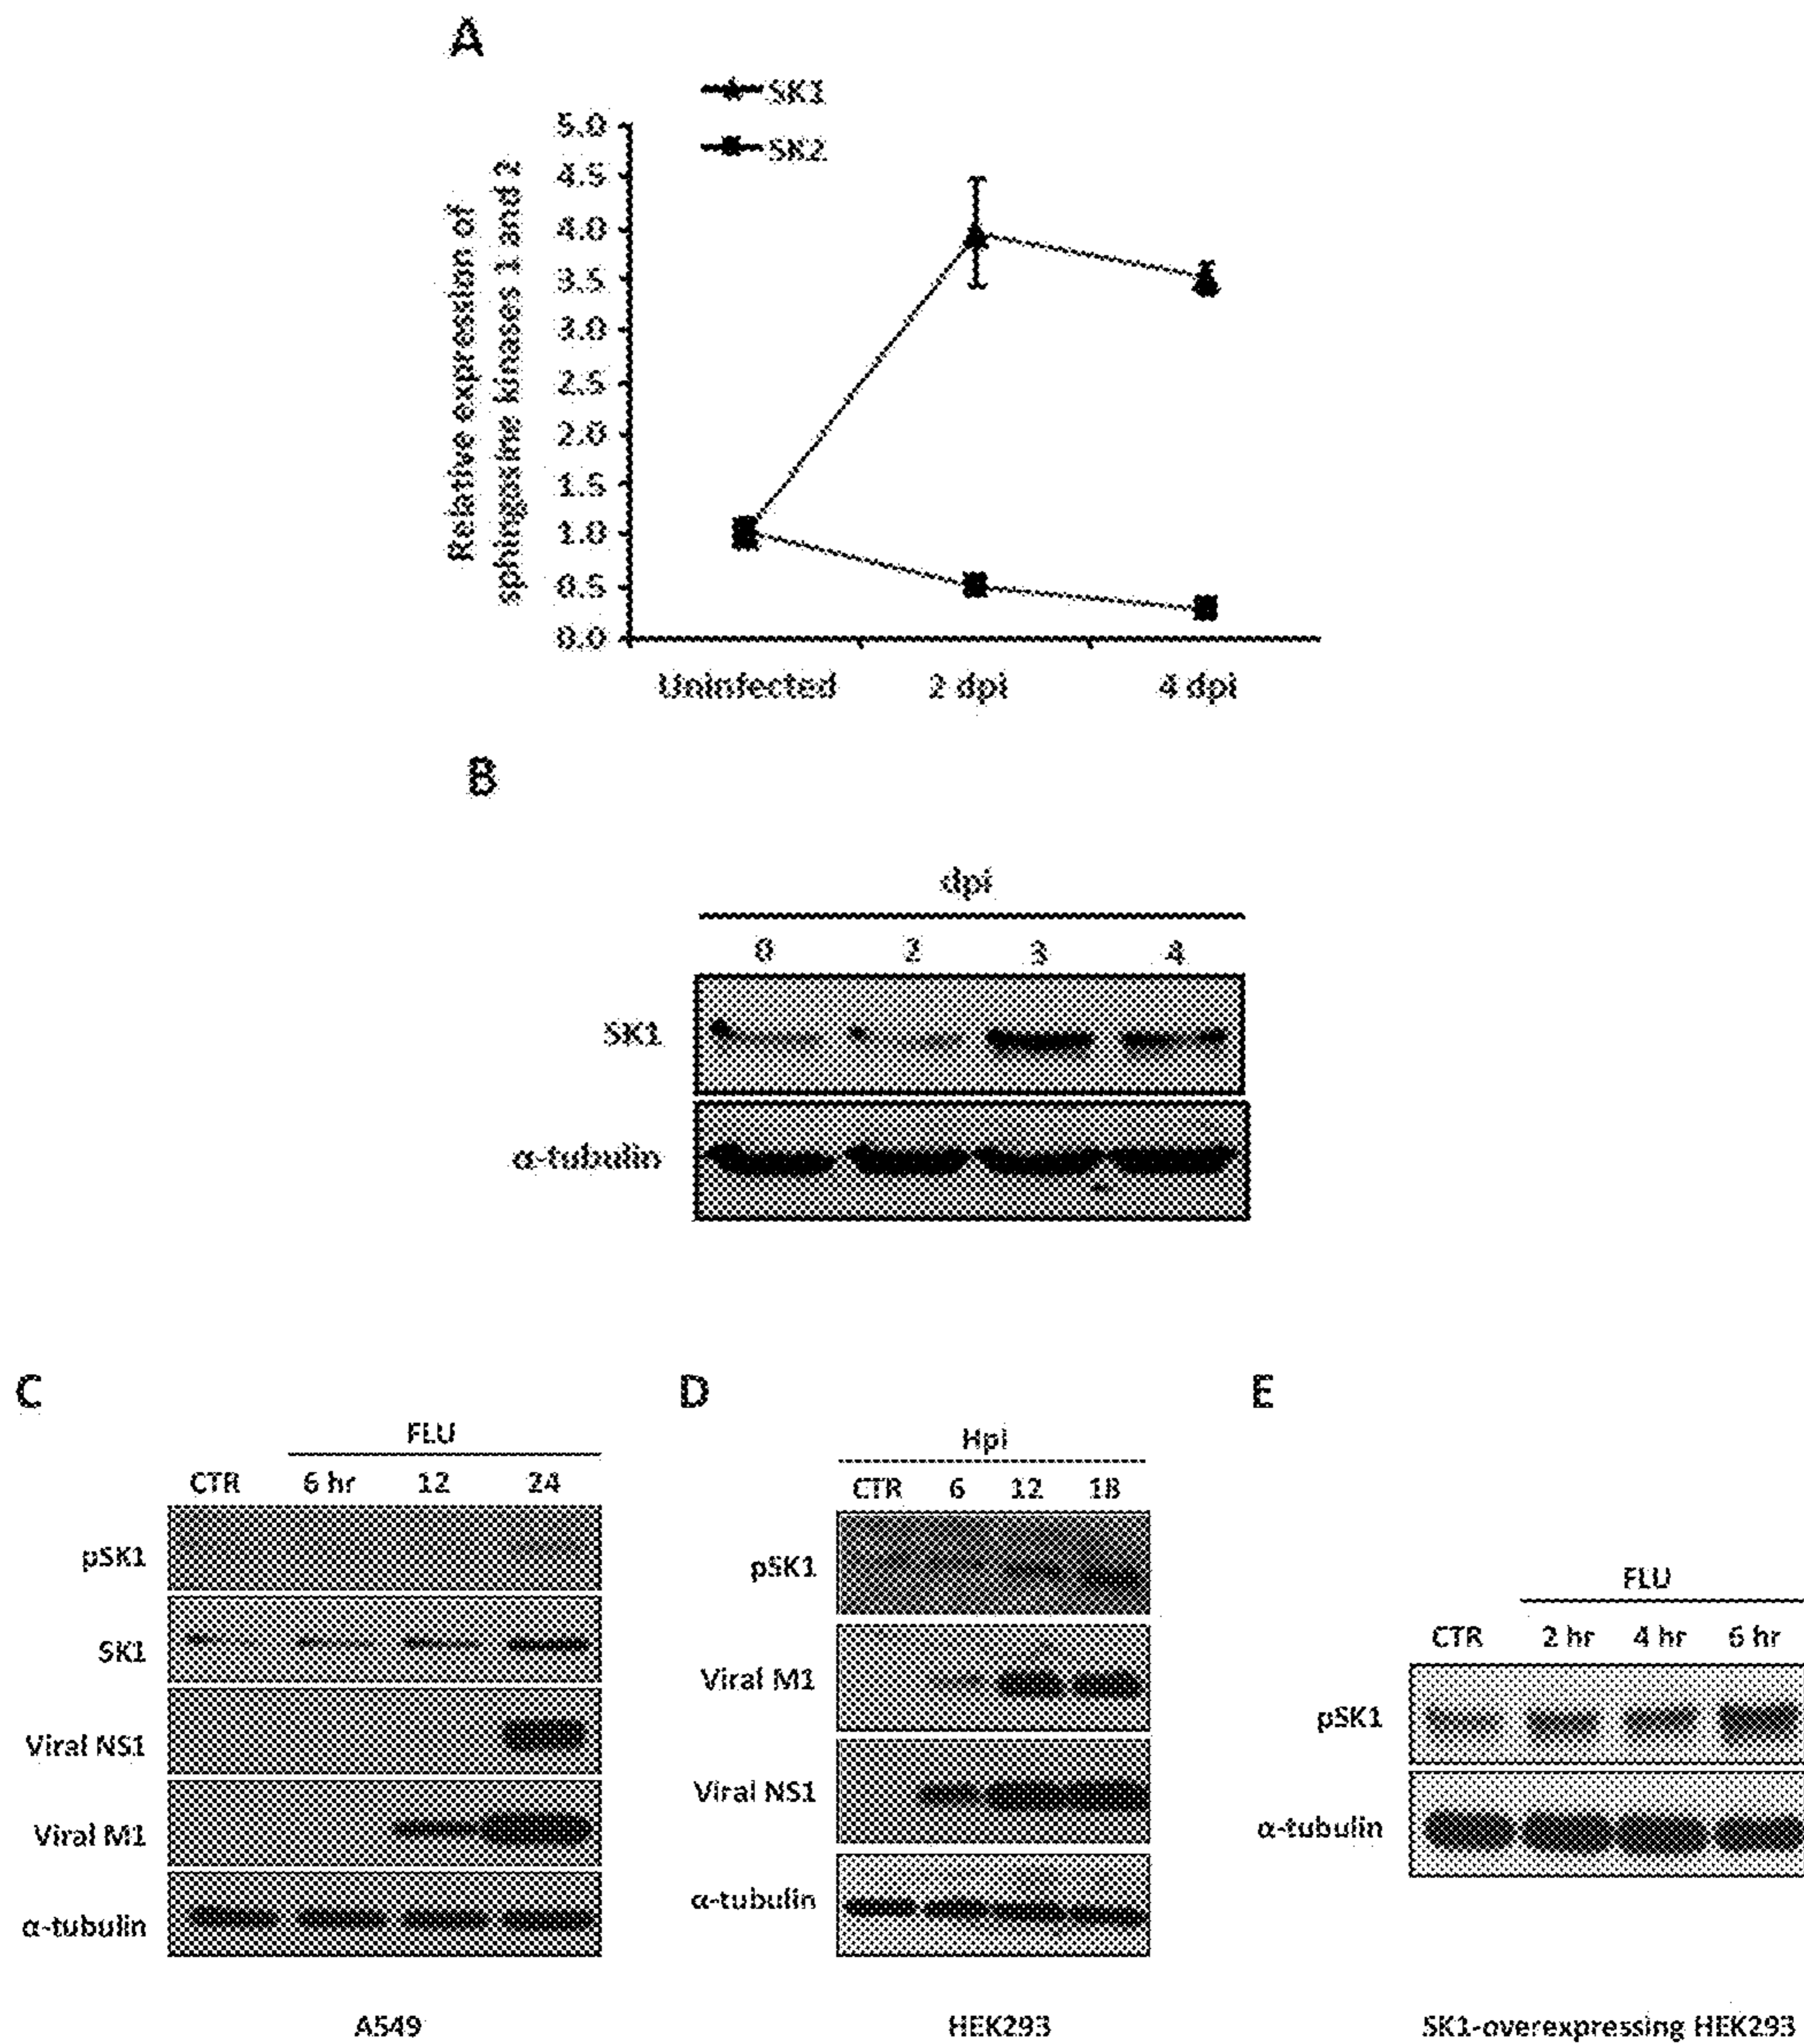 A
SK1
SK2
Relative expression of
sphingosine kinases 1 and 2
5.0
4.5
4.0
3.5
3.0
2.5
2.0
1.5
1.0
0.5
0.0
Uninfected 2 dpi 4 dpi
B
dpi
0 2 3 4
SK1
α-tubulin
C
FLU
CTR 6 hr 12 24
pSK1
SK1
Viral NS1
Viral M1
α-tubulin
A549
D
Hpi
CTR 6 12 18
pSK1
Viral M1
Viral NS1
α-tubulin
HEK293
E
FLU
CTR 2 hr 4 hr 6 hr
pSK1
α-tubulin
SK1-overexpressing HEK293